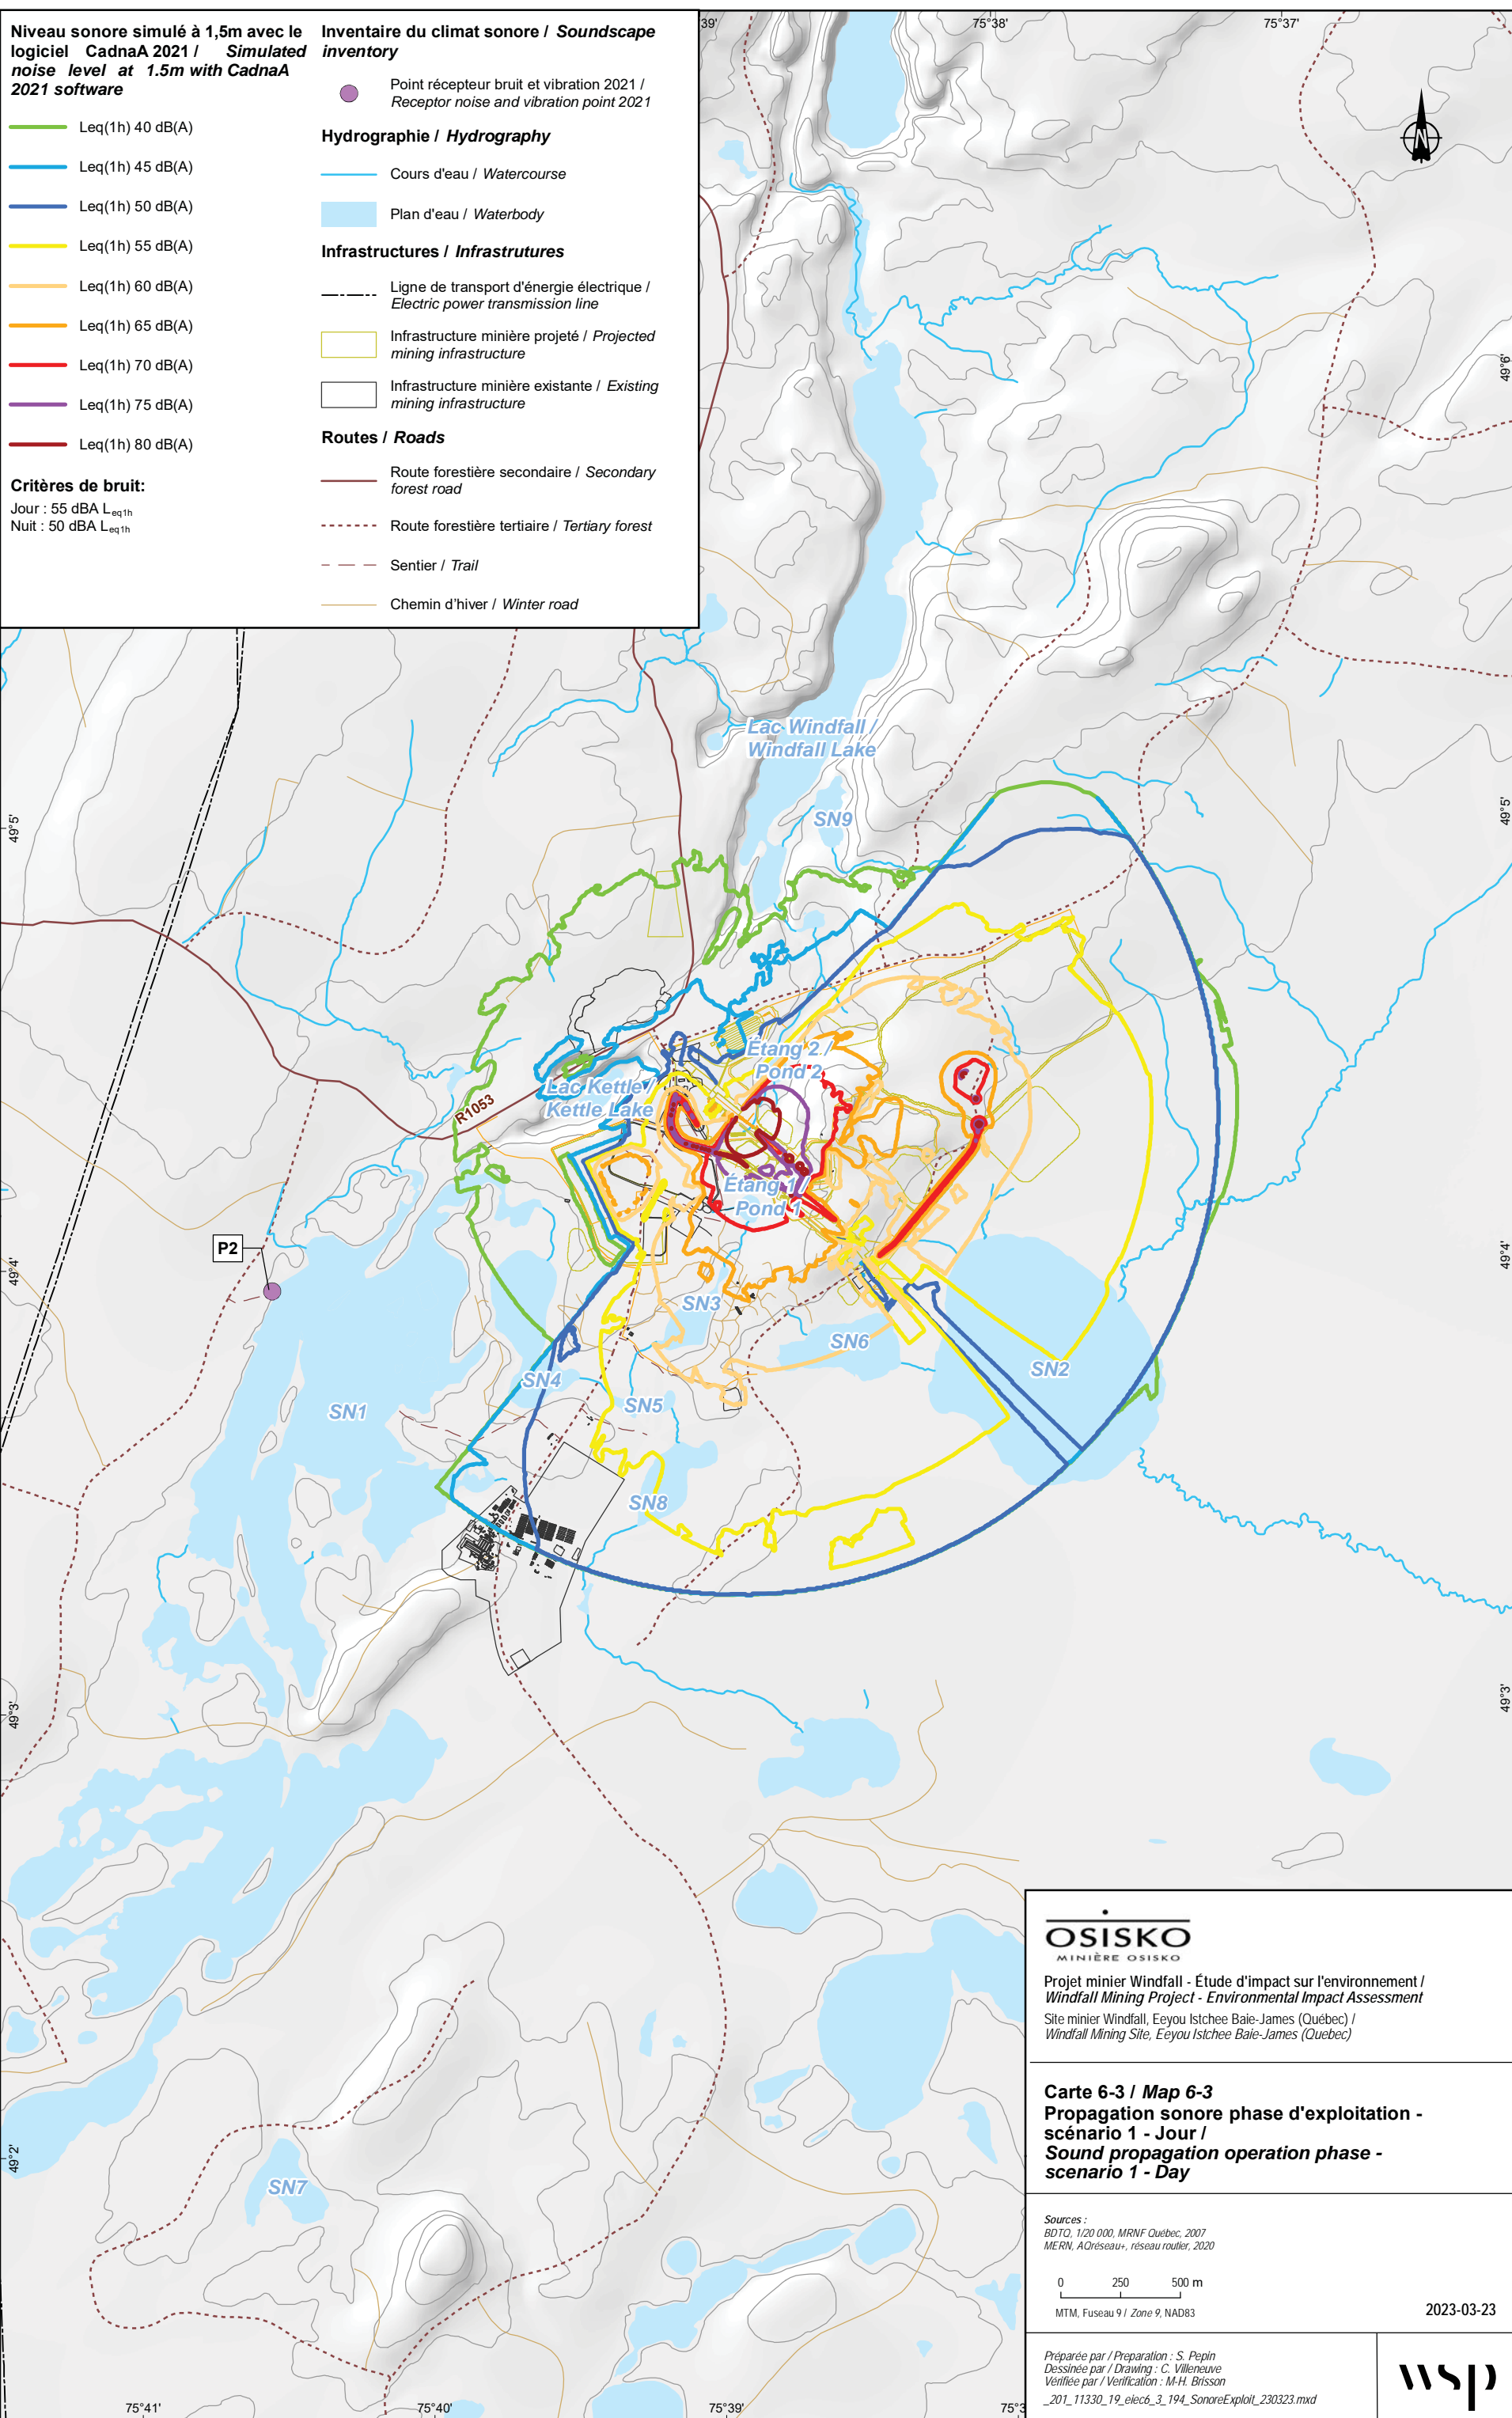 Niveau sonore simulé à 1,5m avec le
logiciel CadnaA 2021 / Simulated
noise level at 1.5m with CadnaA
2021 software
Leq(1h) 40 dB(A)
Leq(1h) 45 dB(A)
Leq(1h) 50 dB(A)
Leq(1h) 55 dB(A)
Leq(1h) 60 dB(A)
Leq(1h) 65 dB(A)
Leq(1h) 70 dB(A)
Leq(1h) 75 dB(A)
Leq(1h) 80 dB(A)
Critères de bruit:
Jour : 55 dBA Leq1h
Nuit : 50 dBA Leq1h
Inventaire du climat sonore / Soundscape
inventory
Point récepteur bruit et vibration 2021 /
Receptor noise and vibration point 2021
Hydrographie / Hydrography
Cours d'eau / Watercourse
Plan d'eau / Waterbody
Infrastructures / Infrastrutures
Ligne de transport d'énergie électrique /
Electric power transmission line
Infrastructure minière projeté / Projected
mining infrastructure
Infrastructure minière existante / Existing
mining infrastructure
Routes / Roads
Route forestière secondaire / Secondary
forest road
Route forestière tertiaire / Tertiary forest
Sentier / Trail
Chemin d'hiver / Winter road
39'
75°38'
75°37'
N
49°6'
49°6'
Lac Windfall /
Windfall Lake
SN9
49°5'
49°5'
Étang 2 /
Pond 2
Lac Kettle /
Kettle Lake
R1053
Étang 1 /
Pond 1
P2
49°4'
49°4'
SN3
SN6
SN2
SN4
SN5
SN1
SN8
49°3'
49°3'
49°2'
SN7
75°41'
75°40'
75°39'
75°3
OSISKO
MINIÈRE OSISKO
Projet minier Windfall - Étude d'impact sur l'environnement /
Windfall Mining Project - Environmental Impact Assessment
Site minier Windfall, Eeyou Istchee Baie-James (Québec) /
Windfall Mining Site, Eeyou Istchee Baie-James (Quebec)
Carte 6-3 / Map 6-3
Propagation sonore phase d'exploitation -
scénario 1 - Jour /
Sound propagation operation phase -
scenario 1 - Day
Sources :
BDTQ, 1/20 000, MRNF Québec, 2007
MERN, AQréseau+, réseau routier, 2020
0 250 500 m
MTM, Fuseau 9 / Zone 9, NAD83
2023-03-23
Préparée par / Preparation : S. Pepin
Dessinée par / Drawing : C. Villeneuve
Vérifiée par / Verification : M-H. Brisson
_201_11330_19_eiec6_3_194_SonoreExploit_230323.mxd
wsp